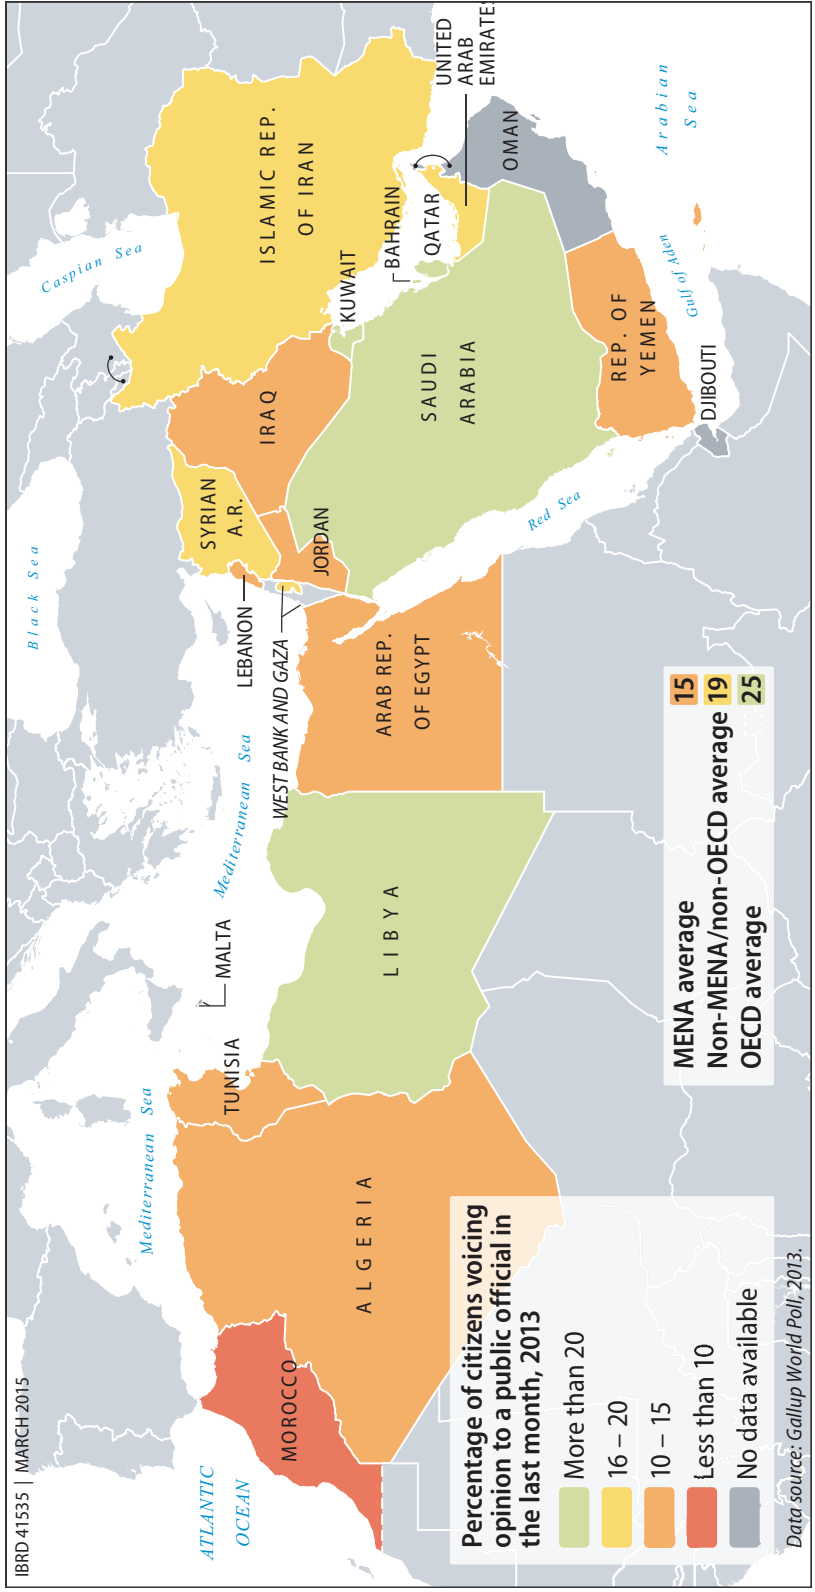 IBRD 41535 | MARCH 2015
ATLANTIC
OCEAN
MOROCCO
ALGERIA
TUNISIA
Mediterranean Sea
MALTA
LIBYA
Mediterranean Sea
ARAB REP.
OF EGYPT
WEST BANK AND GAZA
LEBANON
Black Sea
SYRIAN
A.R.
JORDAN
IRAQ
Caspian Sea
ISLAMIC REP.
OF IRAN
KUWAIT
BAHRAIN
QATAR
UNITED
ARAB
EMIRATES
SAUDI
ARABIA
OMAN
REP. OF
YEMEN
DJIBOUTI
Red Sea
Gulf of Aden
Arabian
Sea
Percentage of citizens voicing
opinion to a public official in
the last month, 2013
More than 20
16 – 20
10 – 15
Less than 10
No data available
MENA average 15
Non-MENA/non-OECD average 19
OECD average 25
Data source: Gallup World Poll, 2013.